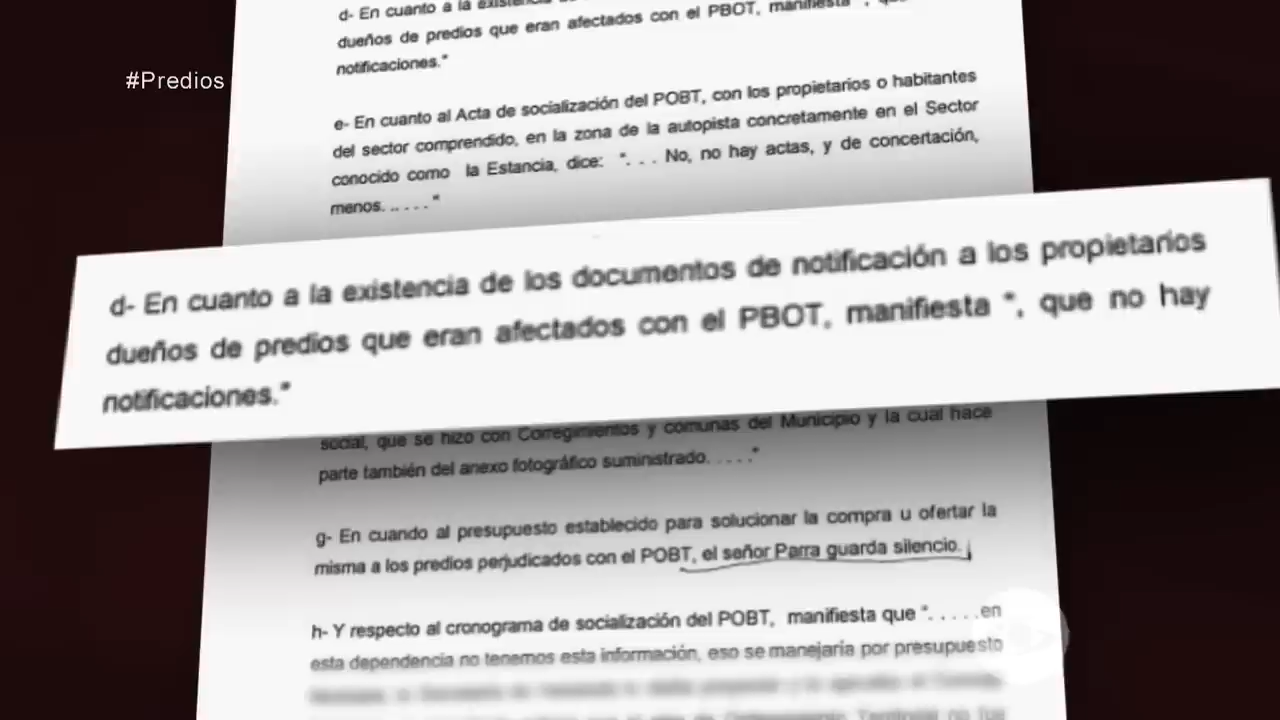 d- En cuanto a la existencia
dueños de predios que eran afectados con el PBOT, manifiesta ", que
notificaciones."
#Predios
e- En cuanto al Acta de socialización del POBT, con los propietarios o habitantes
del sector comprendido, en la zona de la autopista concretamente en el Sector
conocido como la Estancia, dice: ". . . No, no hay actas, y de concertación,
menos. .. . . . "
d- En cuanto a la existencia de los documentos de notificación a los propietarios
dueños de predios que eran afectados con el PBOT, manifiesta ", que no hay
notificaciones."
social, que se hizo con Corregimientos y comunas del Municipio y la cual hace
parte también del anexo fotográfico suministrado. . . . ."
g- En cuando al presupuesto establecido para solucionar la compra u ofertar la
misma a los predios perjudicados con el POBT, el señor Parra guarda silencio.
h- Y respecto al cronograma de socialización del POBT, manifiesta que ". . . . . en
esta dependencia no tenemos esta información, eso se manejaría por presupuesto